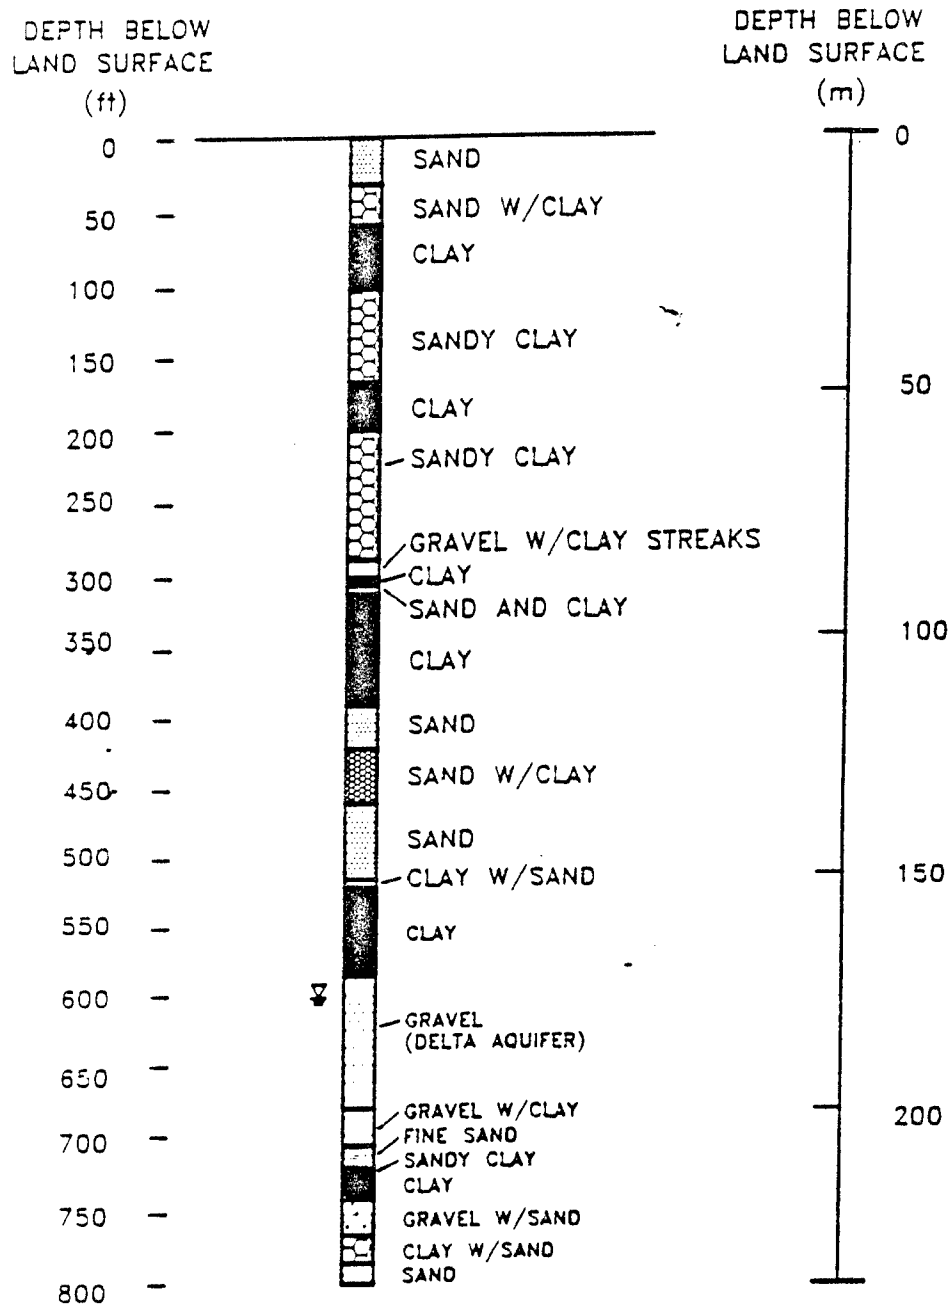 DEPTH BELOW
LAND SURFACE
(ft)
DEPTH BELOW
LAND SURFACE
(m)
0
50
100
150
200
250
300
350
400
450
500
550
600
650
700
750
800
SAND
SAND W/CLAY
CLAY
SANDY CLAY
CLAY
SANDY CLAY
GRAVEL W/CLAY STREAKS
CLAY
SAND AND CLAY
CLAY
SAND
SAND W/CLAY
SAND
CLAY W/SAND
CLAY
GRAVEL
(DELTA AQUIFER)
GRAVEL W/CLAY
FINE SAND
SANDY CLAY
CLAY
GRAVEL W/SAND
CLAY W/SAND
SAND
0
50
100
150
200